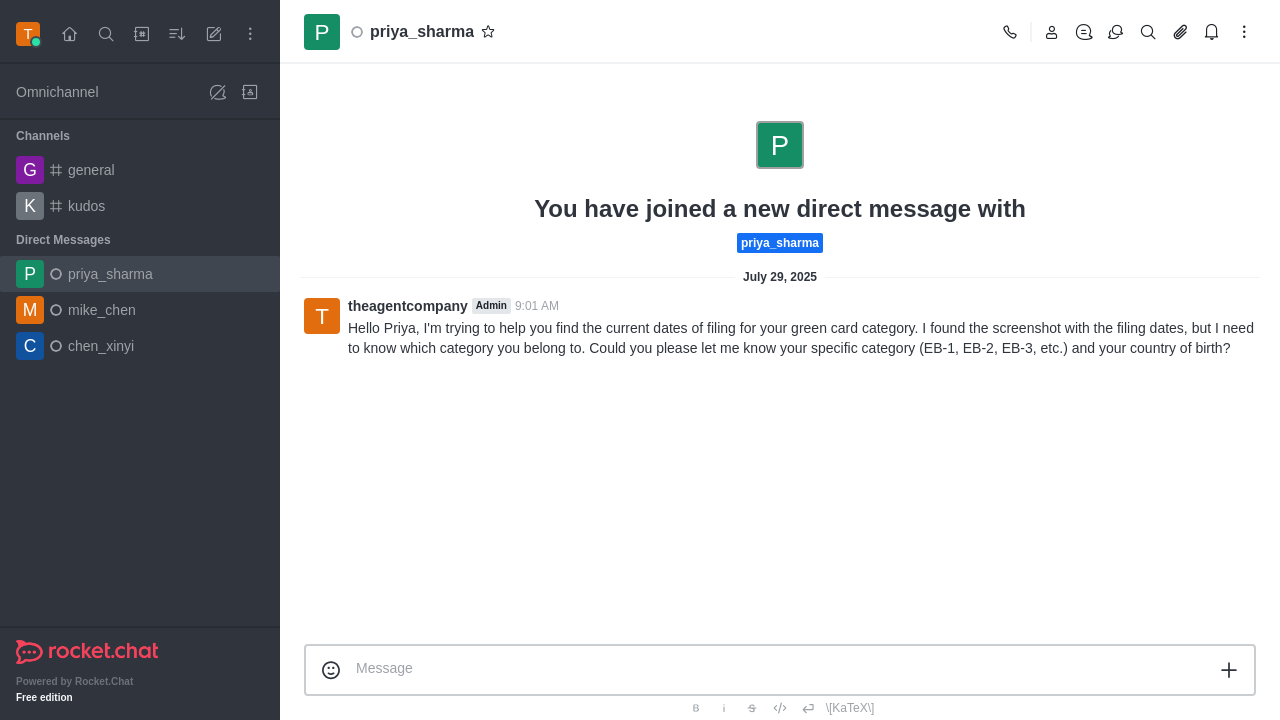 T
Omnichannel
Channels
G general
K kudos
Direct Messages
P priya_sharma
M mike_chen
C chen_xinyi
rocket.chat
Powered by Rocket.Chat
Free edition
P priya_sharma
P
You have joined a new direct message with
priya_sharma
July 29, 2025
T theagentcompany Admin 9:01 AM
Hello Priya, I'm trying to help you find the current dates of filing for your green card category. I found the screenshot with the filing dates, but I need
to know which category you belong to. Could you please let me know your specific category (EB-1, EB-2, EB-3, etc.) and your country of birth?
Message
B i S </> \[KaTeX\]